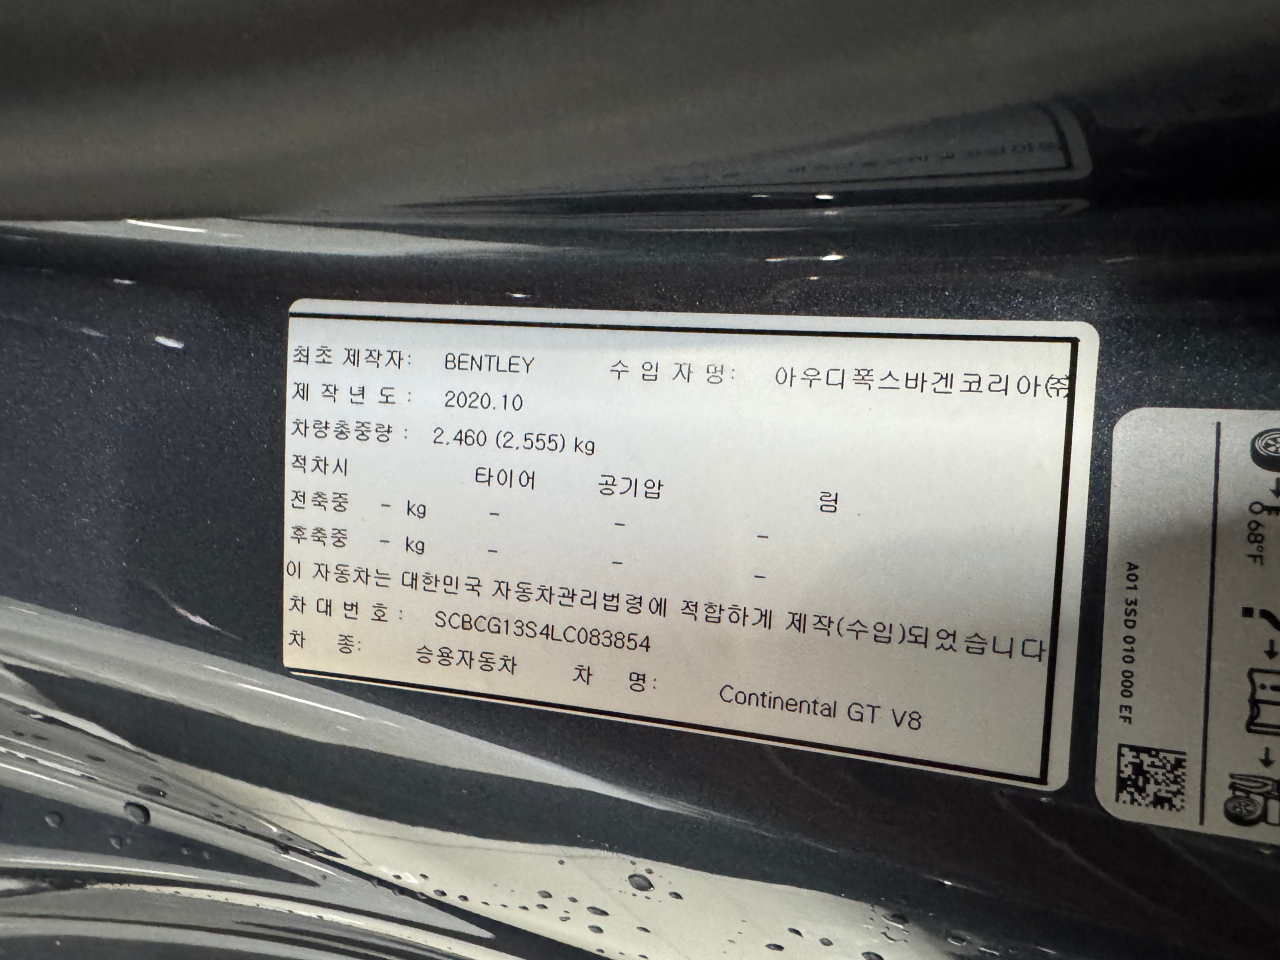 최초 제작자: BENTLEY 수 입 자 명: 아우디폭스바겐코리아㈜
제 작 년 도 : 2020.10
차량총중량 : 2,460 (2,555) kg
적차시 타이어 공기압 림
전축중 - kg - - -
후축중 - kg - - -
이 자동차는 대한민국 자동차관리법령에 적합하게 제작(수입)되었습니다
차 대 번 호 : SCBCG13S4LC083854
차 종: 승용자동차 차 명: Continental GT V8
68°F
A01 3SD 010 000 EF